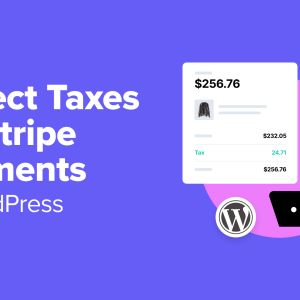 ect Taxes
tripe
ments
dPress
$256.76
$232.05
Tax 24.71
$256.76